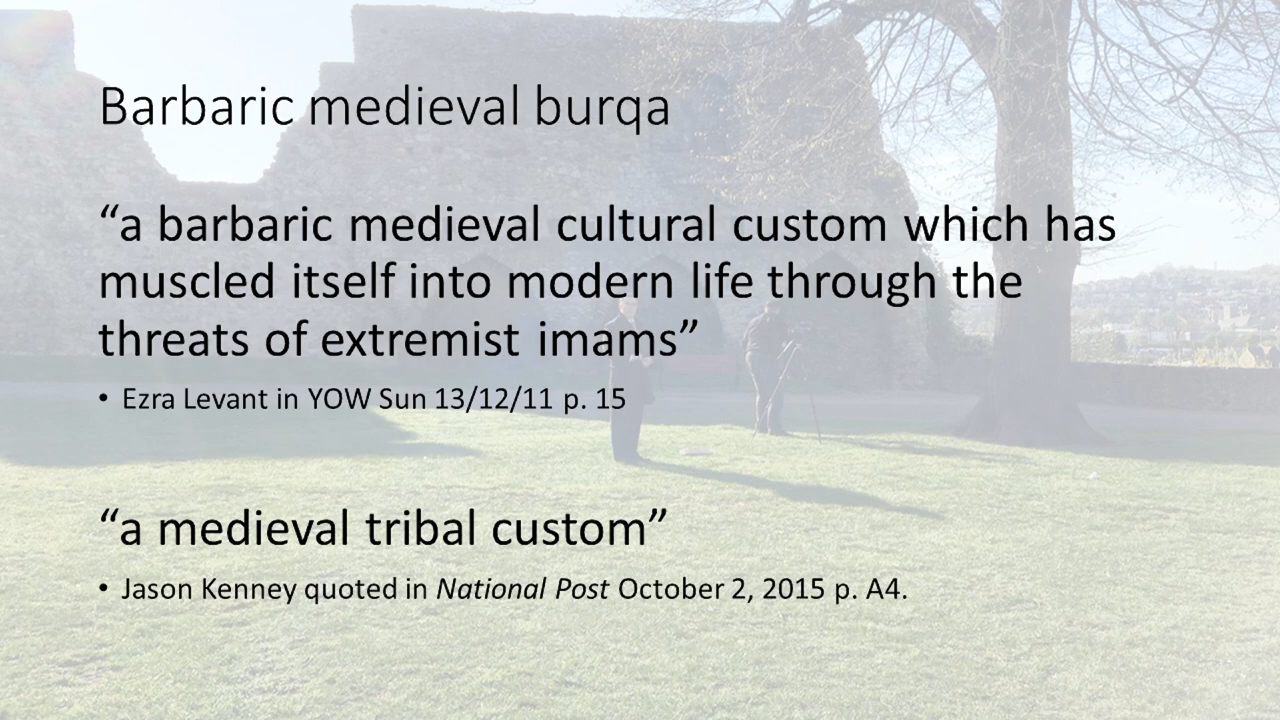 Barbaric medieval burqa
“a barbaric medieval cultural custom which has
muscled itself into modern life through the
threats of extremist imams”
• Ezra Levant in YOW Sun 13/12/11 p. 15
“a medieval tribal custom”
• Jason Kenney quoted in National Post October 2, 2015 p. A4.